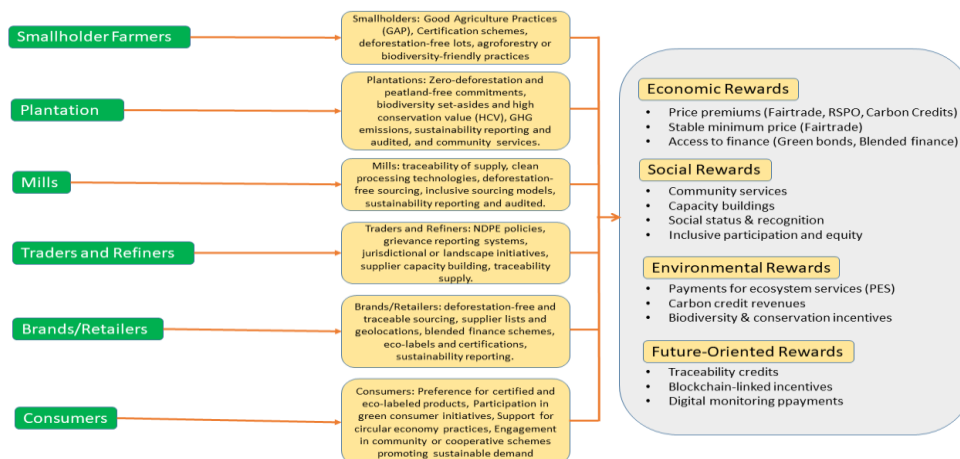 Smallholder Farmers
Smallholders: Good Agriculture Practices
(GAP), Certification schemes,
deforestation-free lots, agroforestry or
biodiversity-friendly practices
Plantation
Plantations: Zero-deforestation and
peatland-free commitments,
biodiversity set-asides and high
conservation value (HCV), GHG
emissions, sustainability reporting and
audited, and community services.
Mills
Mills: traceability of supply, clean
processing technologies, deforestation-
free sourcing, inclusive sourcing models,
sustainability reporting and audited.
Traders and Refiners
Traders and Refiners: NDPE policies,
grievance reporting systems,
jurisdictional or landscape initiatives,
supplier capacity building, traceability
supply.
Brands/Retailers
Brands/Retailers: deforestation-free and
traceable sourcing, supplier lists and
geolocations, blended finance schemes,
eco-labels and certifications,
sustainability reporting.
Consumers
Consumers: Preference for certified and
eco-labeled products, Participation in
green consumer initiatives, Support for
circular economy practices, Engagement
in community or cooperative schemes
promoting sustainable demand
Economic Rewards
• Price premiums (Fairtrade, RSPO, Carbon Credits)
• Stable minimum price (Fairtrade)
• Access to finance (Green bonds, Blended finance)
Social Rewards
• Community services
• Capacity buildings
• Social status & recognition
• Inclusive participation and equity
Environmental Rewards
• Payments for ecosystem services (PES)
• Carbon credit revenues
• Biodiversity & conservation incentives
Future-Oriented Rewards
• Traceability credits
• Blockchain-linked incentives
• Digital monitoring ppayments